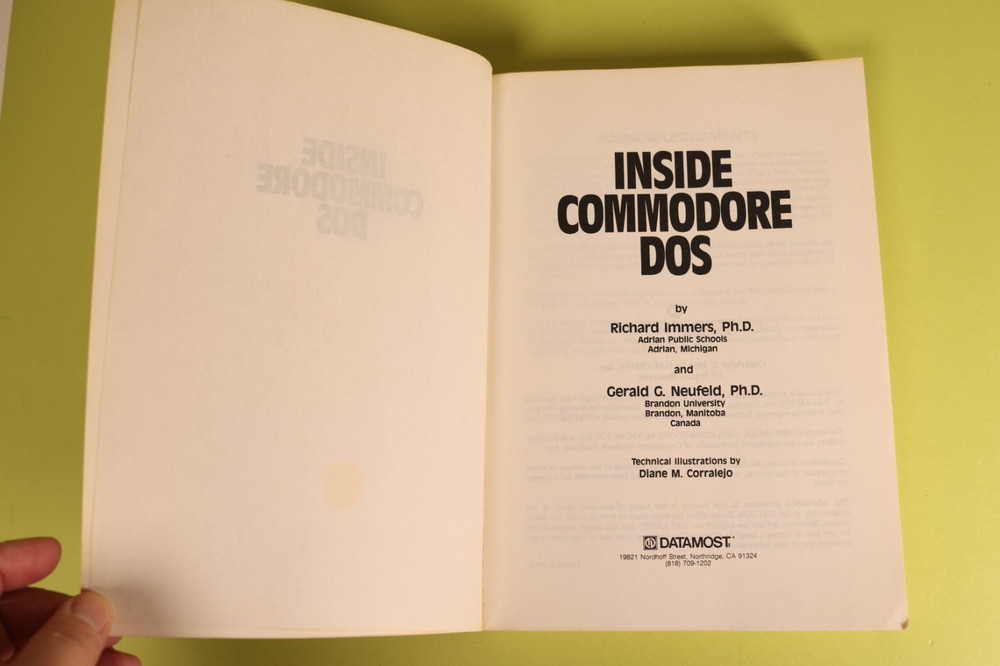 INSIDE
COMMODORE
DOS
by
Richard Immers, Ph.D.
Adrian Public Schools
Adrian, Michigan
and
Gerald G. Neufeld, Ph.D.
Brandon University
Brandon, Manitoba
Canada
Technical Illustrations by
Diane M. Corralejo
DATAMOST
19821 Nordhoff Street, Northridge, CA 91324
(818) 709-1202